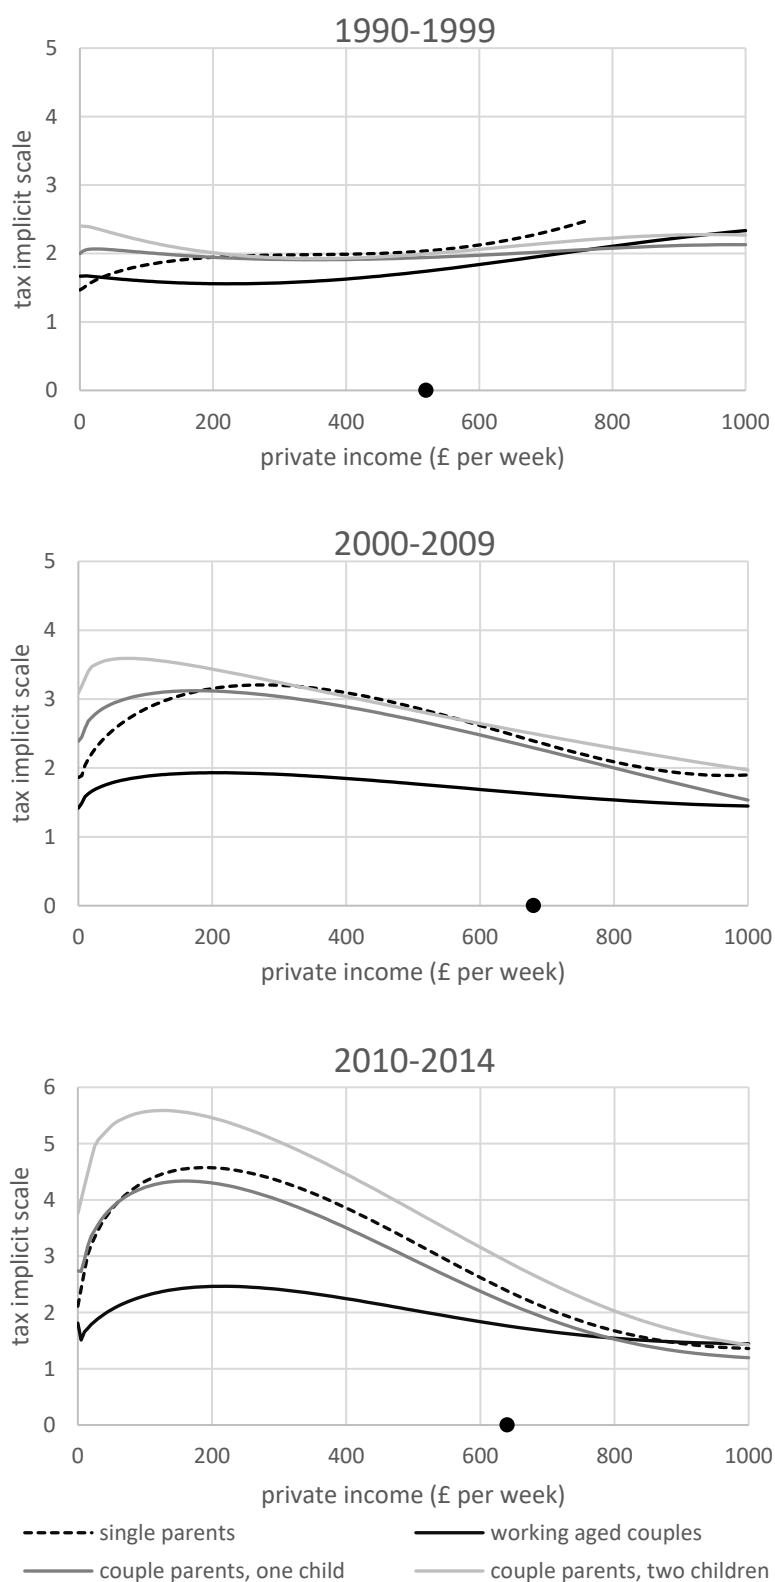 1990-1999
5
4
3
2
1
0
tax implicit scale
0 200 400 600 800 1000
private income (£ per week)
2000-2009
5
4
3
2
1
0
tax implicit scale
0 200 400 600 800 1000
private income (£ per week)
2010-2014
6
5
4
3
2
1
0
tax implicit scale
0 200 400 600 800 1000
private income (£ per week)
single parents working aged couples
couple parents, one child couple parents, two children